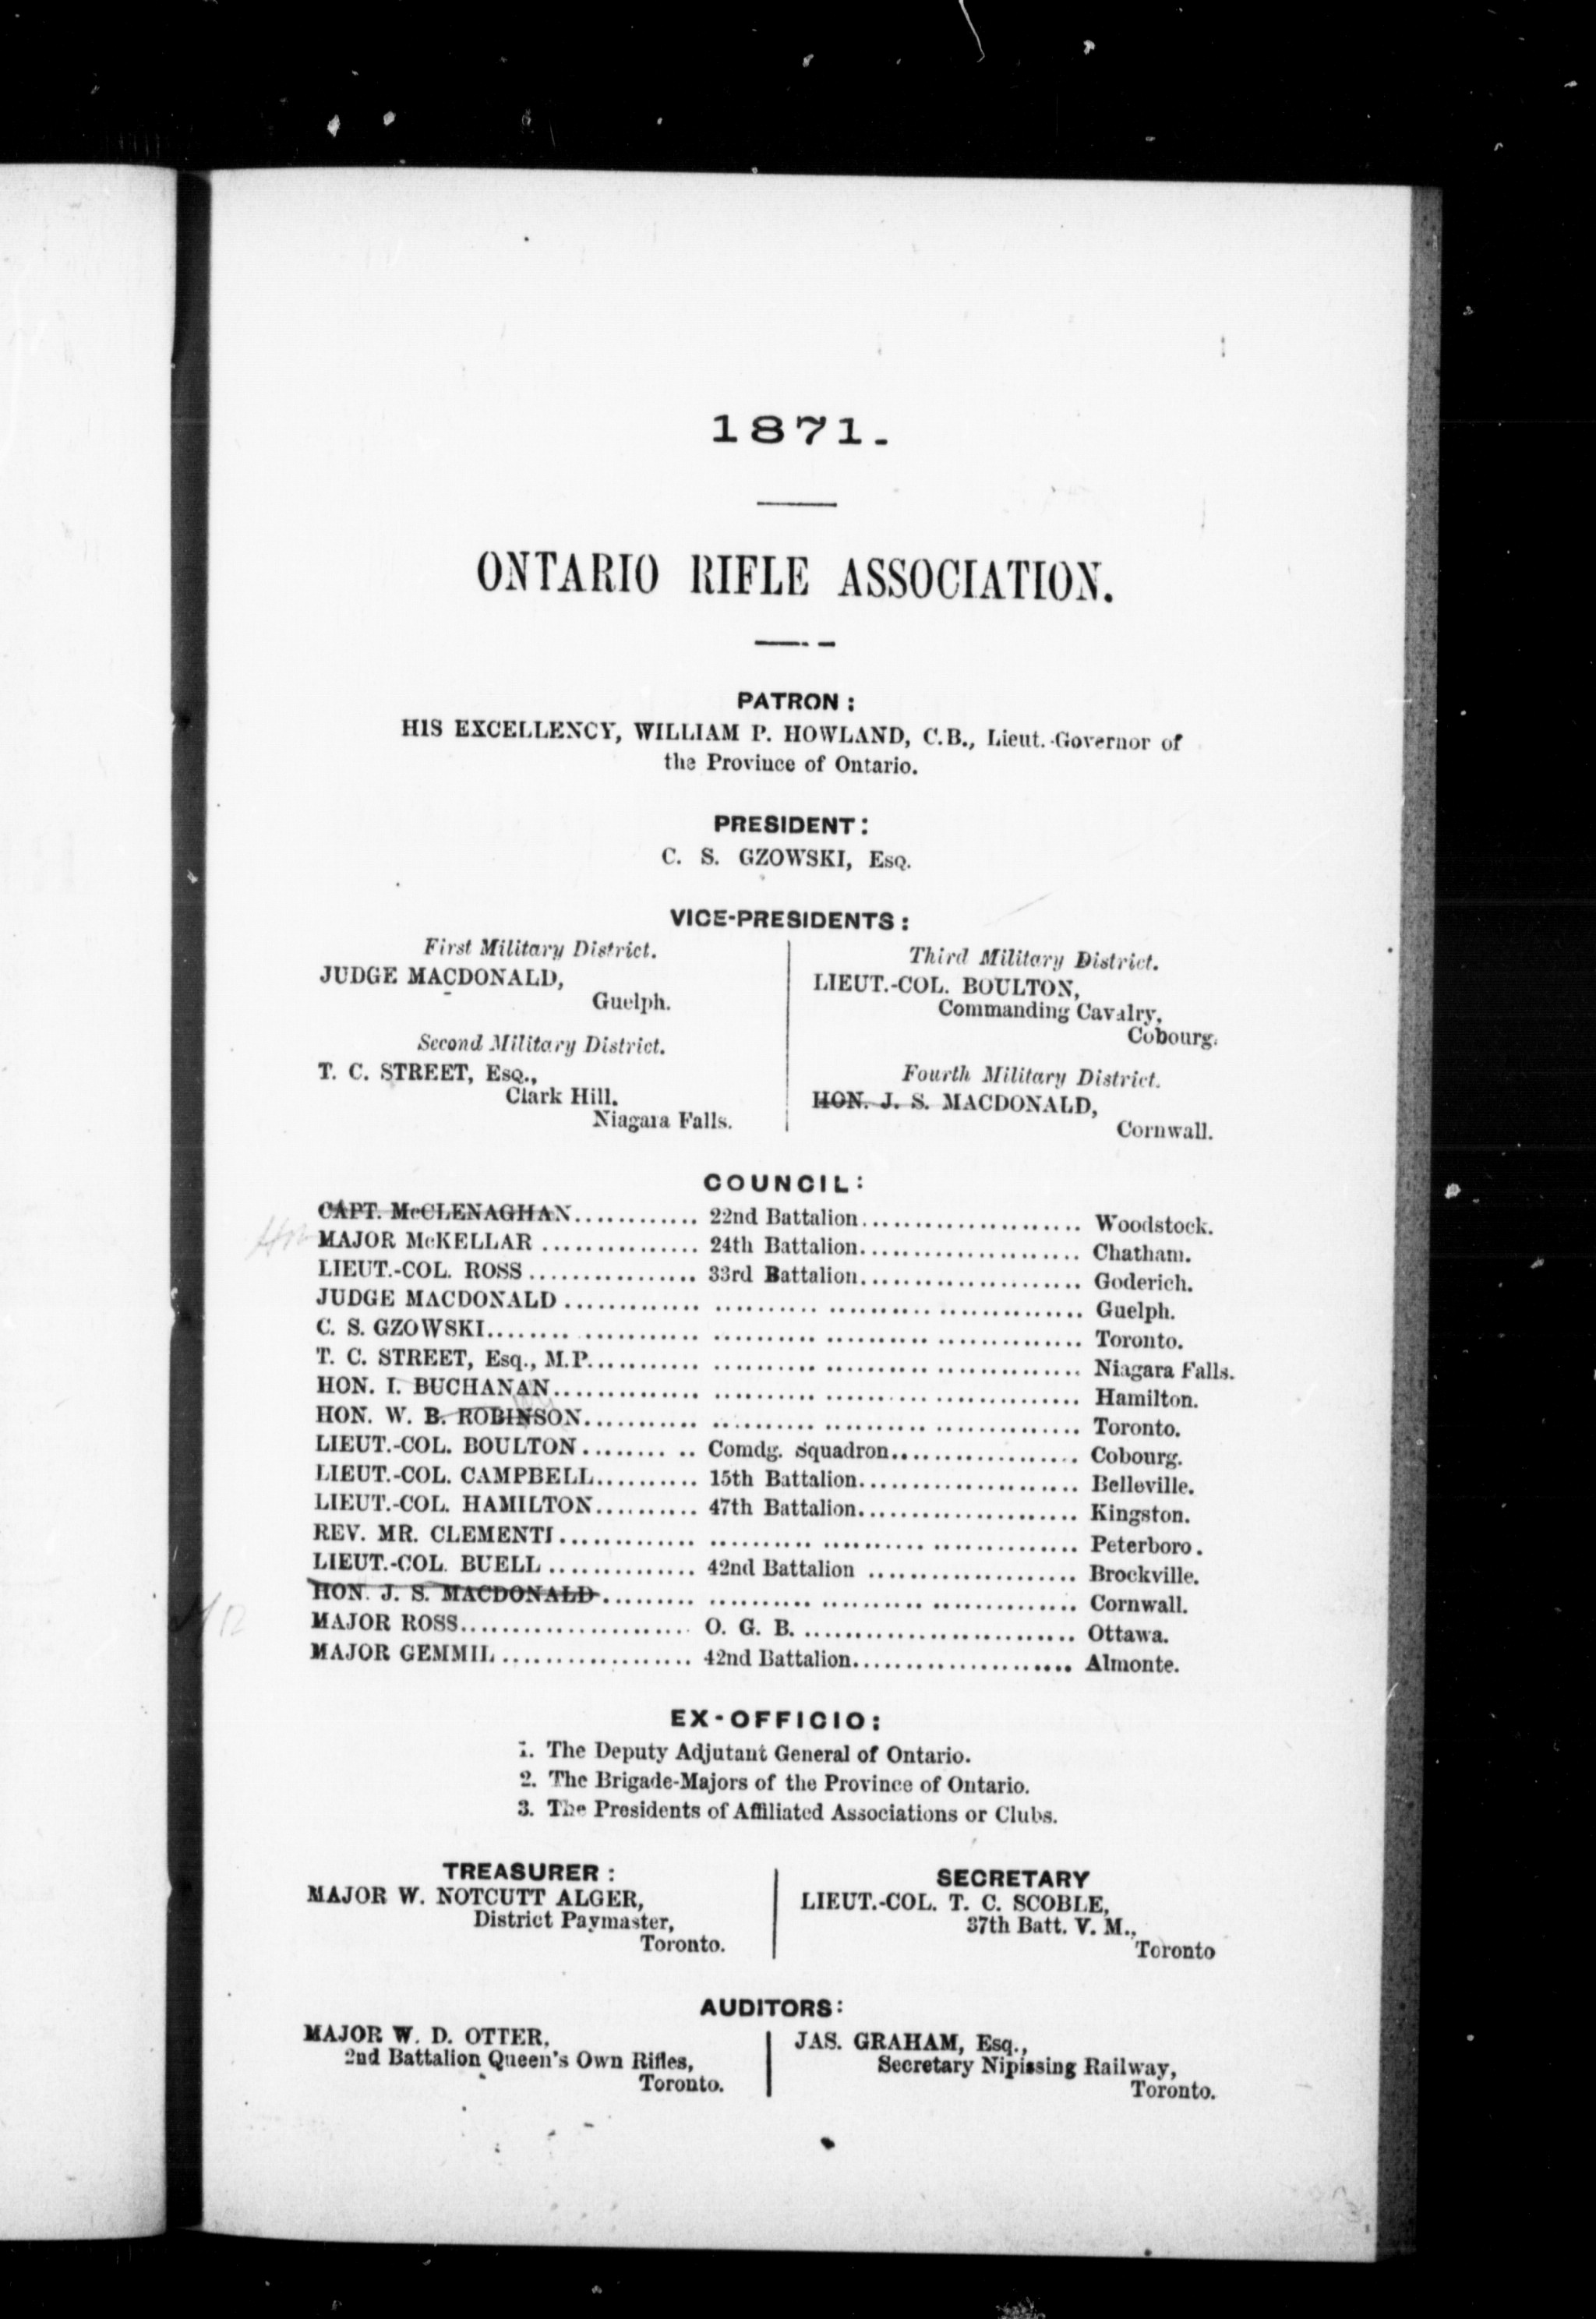 1871.
ONTARIO RIFLE ASSOCIATION.
PATRON:
HIS EXCELLENCY, WILLIAM P. HOWLAND, C.B., Lieut.-Governor of
the Province of Ontario.
PRESIDENT:
C. S. GZOWSKI, Esq.
VICE-PRESIDENTS:
First Military District.
JUDGE MACDONALD,
Guelph.
Second Military District.
T. C. STREET, Esq.,
Clark Hill.
Niagara Falls.
Third Military District.
LIEUT.-COL. BOULTON,
Commanding Cavalry,
Cobourg.
Fourth Military District.
HON. J. S. MACDONALD,
Cornwall.
COUNCIL:
CAPT. McCLENAGHAN............ 22nd Battalion..................... Woodstock.
MAJOR McKELLAR ............... 24th Battalion..................... Chatham.
LIEUT.-COL. ROSS ................ 33rd Battalion..................... Goderich.
JUDGE MACDONALD ............. .......... .......... .............. Guelph.
C. S. GZOWSKI........ ........... .......... .......... .............. Toronto.
T. C. STREET, Esq., M.P........... .......... .......... .............. Niagara Falls.
HON. I. BUCHANAN.............. .......... .......... .............. Hamilton.
HON. W. B. ROBINSON........... .......... .......... .............. Toronto.
LIEUT.-COL. BOULTON ........ .. Comdg. Squadron.................. Cobourg.
LIEUT.-COL. CAMPBELL.......... 15th Battalion..................... Belleville.
LIEUT.-COL. HAMILTON.......... 47th Battalion..................... Kingston.
REV. MR. CLEMENTI ............. .......... .......... .............. Peterboro.
LIEUT.-COL. BUELL .............. 42nd Battalion .................... Brockville.
HON. J. S. MACDONALD ......... .......... .......... .............. Cornwall.
MAJOR ROSS...................... O. G. B. .......................... Ottawa.
MAJOR GEMMIL .................. 42nd Battalion..................... Almonte.
EX-OFFICIO:
1. The Deputy Adjutant General of Ontario.
2. The Brigade-Majors of the Province of Ontario.
3. The Presidents of Affiliated Associations or Clubs.
TREASURER:
MAJOR W. NOTCUTT ALGER,
District Paymaster,
Toronto.
SECRETARY
LIEUT.-COL. T. C. SCOBLE,
37th Batt. V. M.,
Toronto
AUDITORS:
MAJOR W. D. OTTER,
2nd Battalion Queen's Own Rifles,
Toronto.
JAS. GRAHAM, Esq.,
Secretary Nipissing Railway,
Toronto.